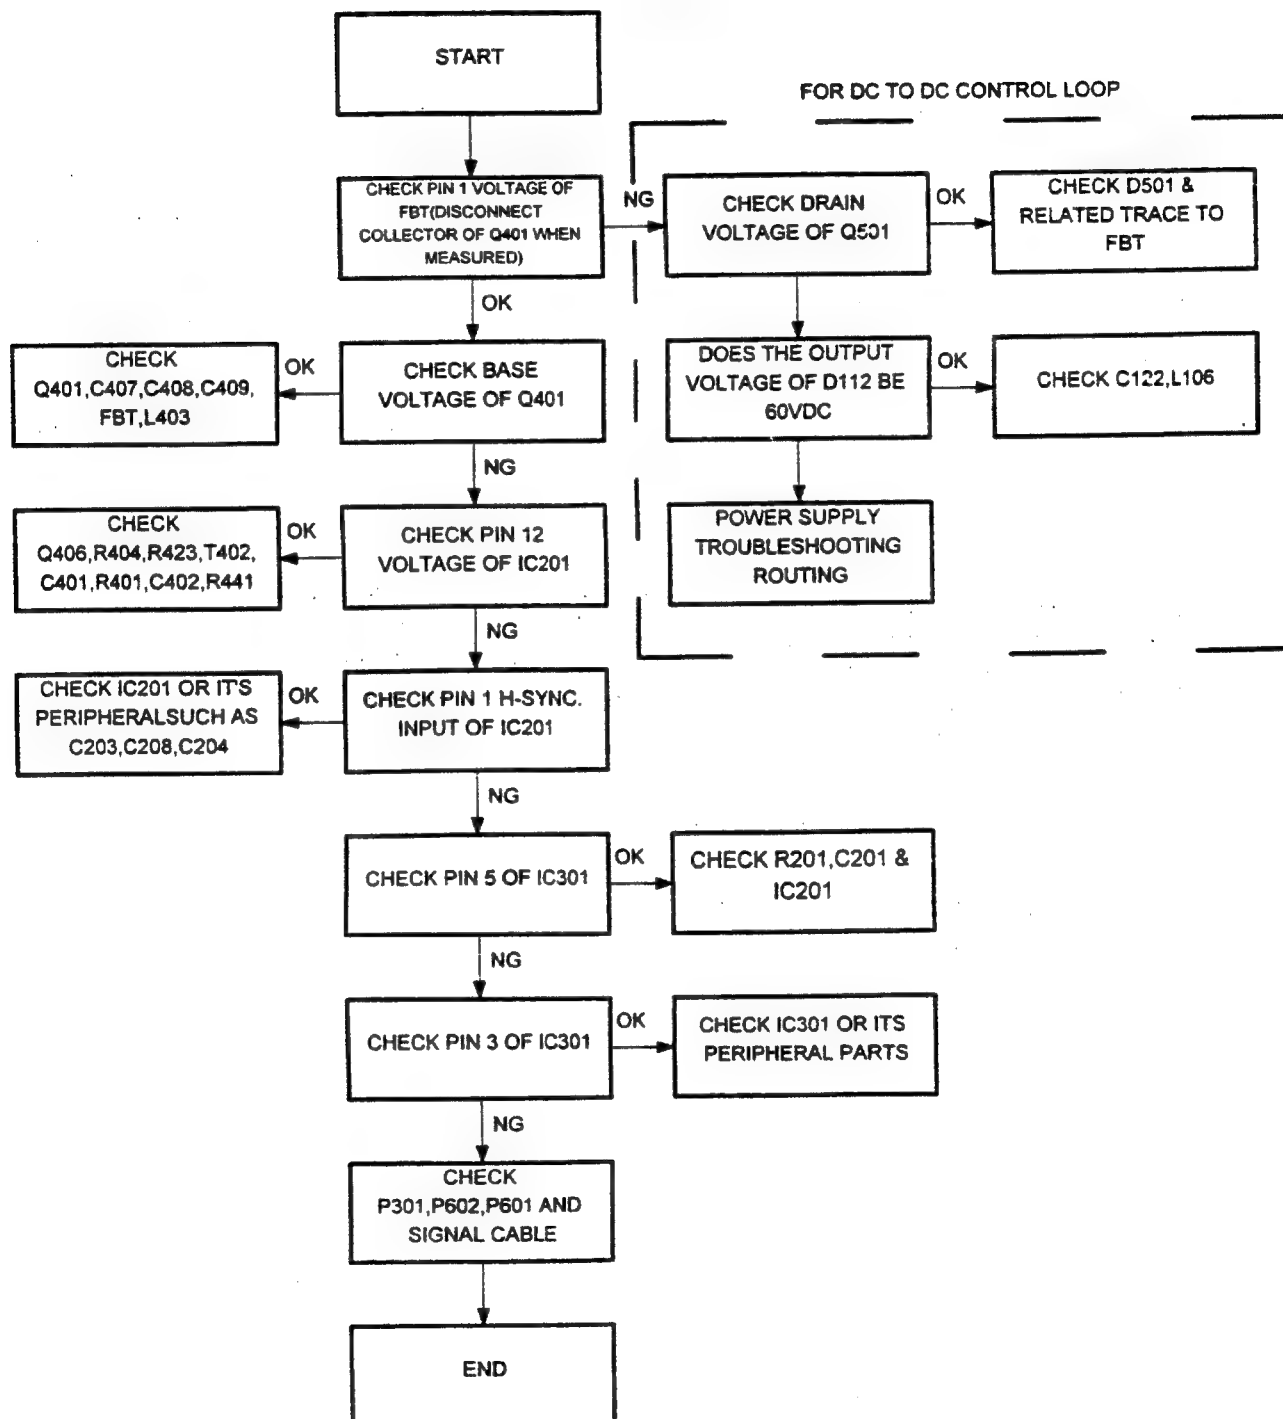 START
FOR DC TO DC CONTROL LOOP
CHECK PIN 1 VOLTAGE OF
FBT(DISCONNECT
COLLECTOR OF Q401 WHEN
MEASURED)
NG
CHECK DRAIN
VOLTAGE OF Q501
OK
CHECK D501 &
RELATED TRACE TO
FBT
OK
CHECK
Q401,C407,C408,C409,
FBT,L403
OK
CHECK BASE
VOLTAGE OF Q401
DOES THE OUTPUT
VOLTAGE OF D112 BE
60VDC
OK
CHECK C122,L106
NG
CHECK
Q406,R404,R423,T402,
C401,R401,C402,R441
OK
CHECK PIN 12
VOLTAGE OF IC201
POWER SUPPLY
TROUBLESHOOTING
ROUTING
NG
CHECK IC201 OR IT'S
PERIPHERALSUCH AS
C203,C208,C204
OK
CHECK PIN 1 H-SYNC.
INPUT OF IC201
NG
CHECK PIN 5 OF IC301
OK
CHECK R201,C201 &
IC201
NG
CHECK PIN 3 OF IC301
OK
CHECK IC301 OR ITS
PERIPHERAL PARTS
NG
CHECK
P301,P602,P601 AND
SIGNAL CABLE
END